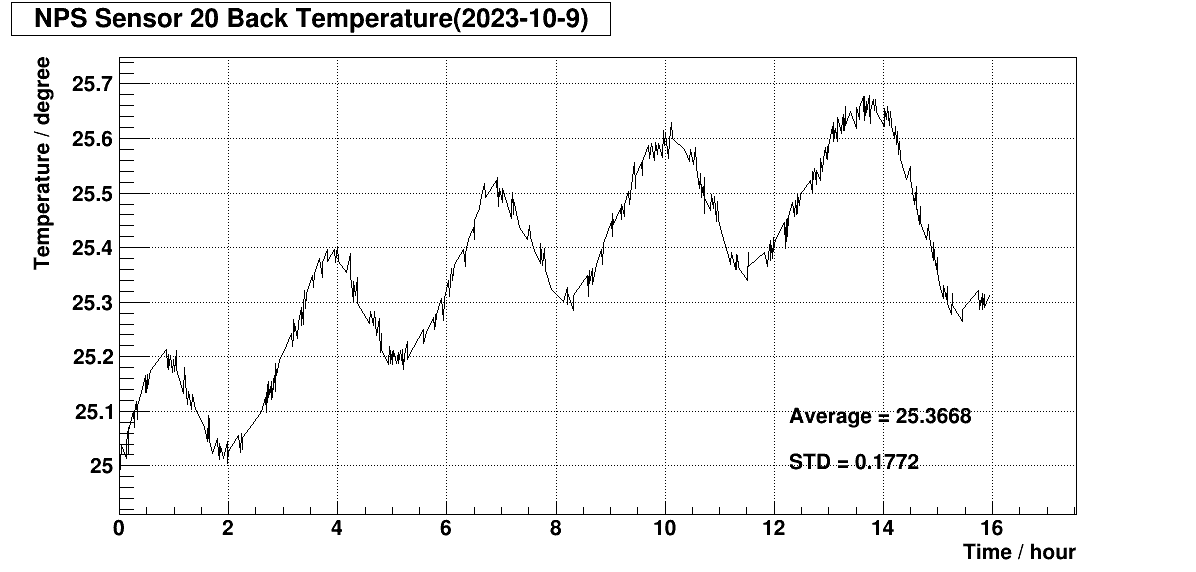 NPS Sensor 20 Back Temperature(2023-10-9)
Temperature / degree
25.7
25.6
25.5
25.4
25.3
25.2
25.1
25
Average = 25.3668
STD = 0.1772
0 2 4 6 8 10 12 14 16
Time / hour